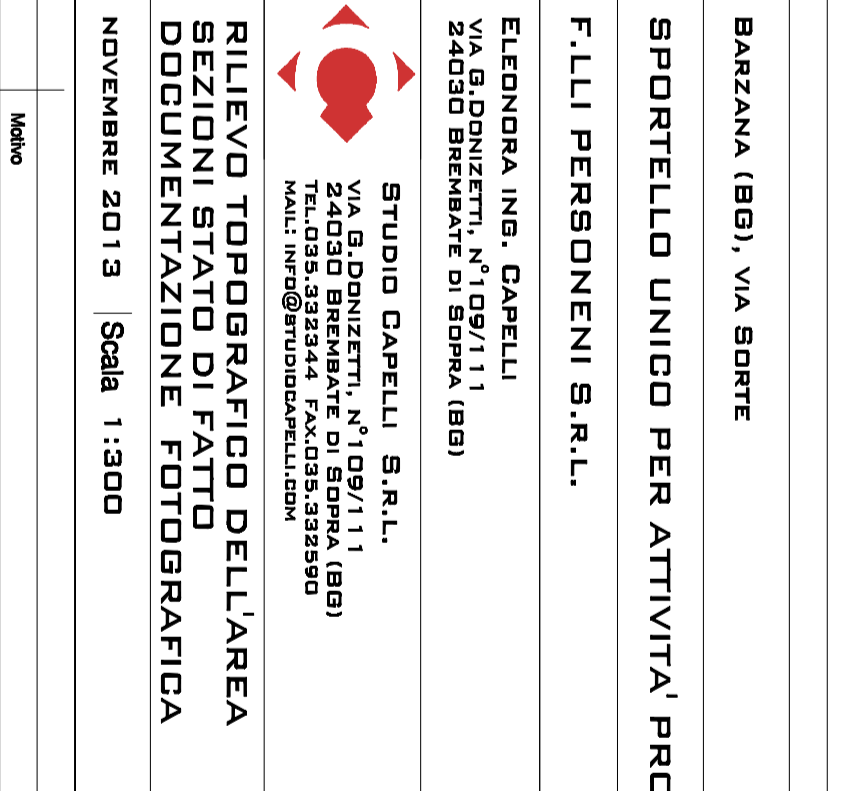 BARZANA (BG), VIA SORTE
SPORTELLO UNICO PER ATTIVITA' PRO
F.LLI PERSONENI S.R.L.
ELEONORA ING. CAPELLI
VIA G.DONIZETTI, N°109/111
24030 BREMBATE DI SOPRA (BG)
STUDIO CAPELLI S.R.L.
VIA G.DONIZETTI, N°109/111
24030 BREMBATE DI SOPRA (BG)
TEL.035.332344 FAX.035.332590
MAIL: INFO@STUDIOCAPELLI.COM
RILIEVO TOPOGRAFICO DELL'AREA
SEZIONI STATO DI FATTO
DOCUMENTAZIONE FOTOGRAFICA
NOVEMBRE 2013 Scala 1:300
Motivo